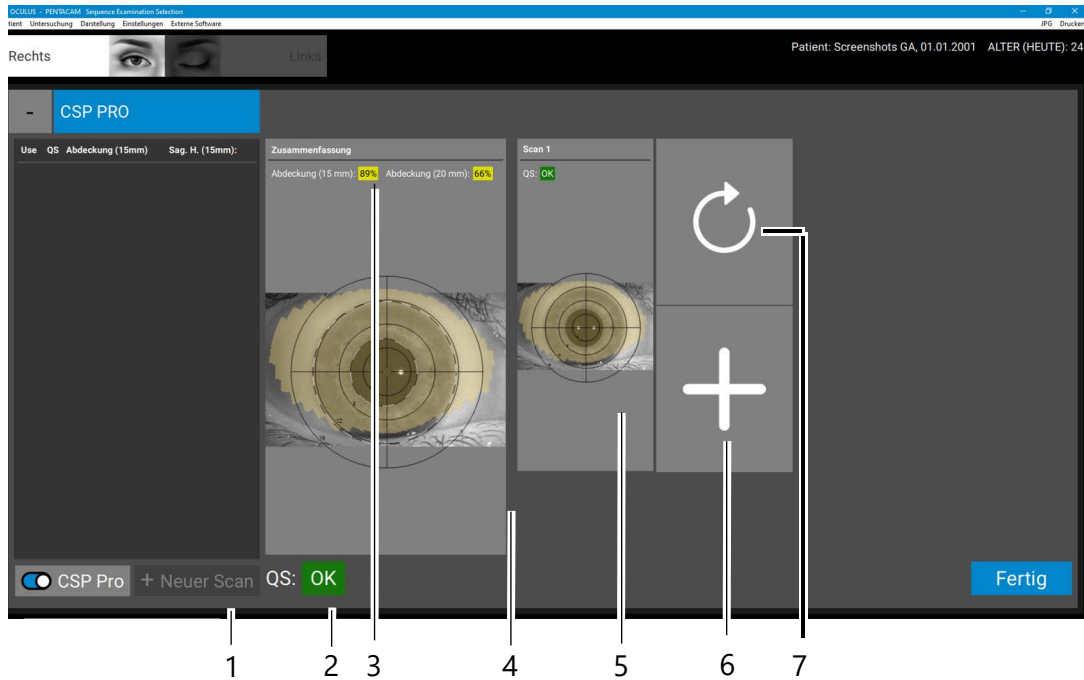 OCULUS - PENTACAM Sequence Examination Selection
tient Untersuchung Darstellung Einstellungen Externe Software
JPG Drucken
Rechts
Links
Patient: Screenshots GA, 01.01.2001 ALTER (HEUTE): 24
- CSP PRO
Use QS Abdeckung (15mm) Sag. H. (15mm):
Zusammenfassung
Abdeckung (15 mm): 89% Abdeckung (20 mm): 66%
Scan 1
QS: OK
CSP Pro + Neuer Scan
QS: OK
Fertig
1 2 3 4 5 6 7